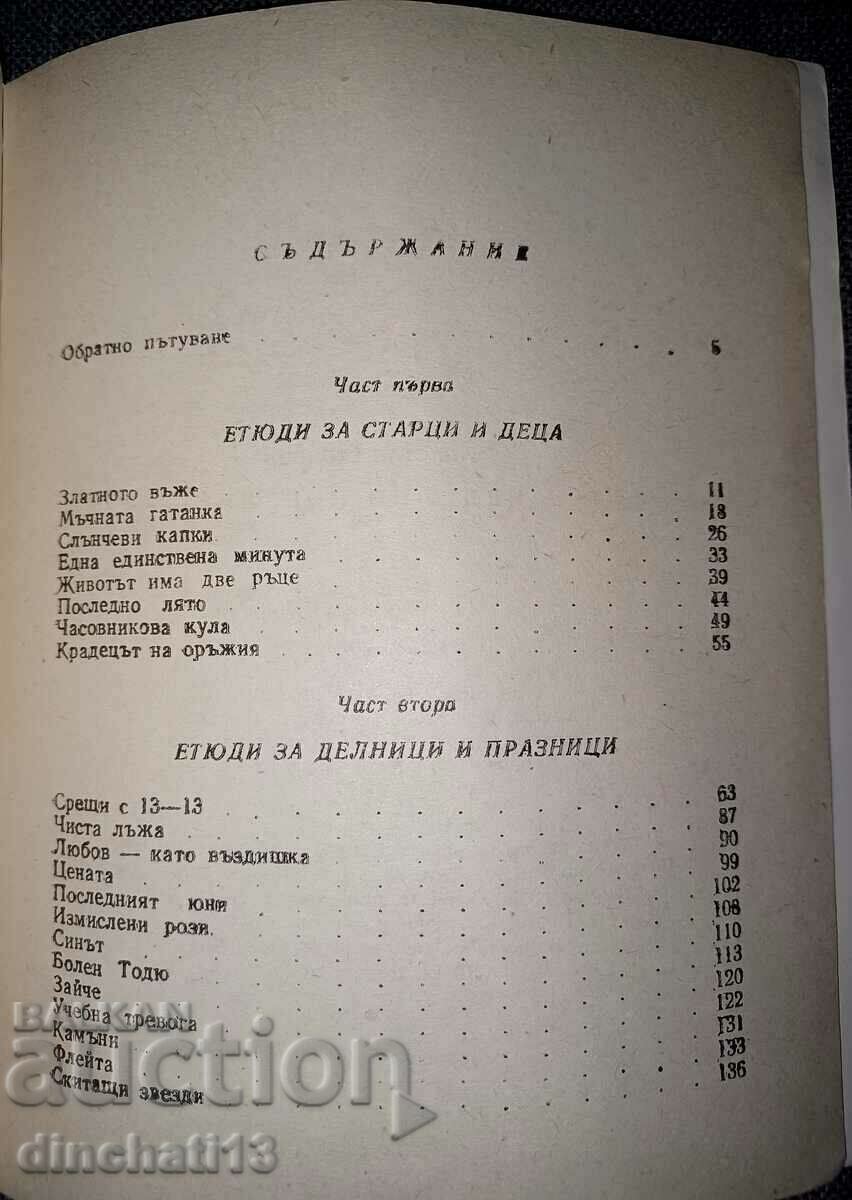 СЪДЪРЖАНИЕ
Обратно пътуване . . . . . . . . . . . . 5
Част първа
ЕТЮДИ ЗА СТАРЦИ И ДЕЦА
Златното въже . . . . . . . . . . . . 11
Мъчната гатанка . . . . . . . . . . . . 18
Слънчеви капки . . . . . . . . . . . . 26
Една единствена минута . . . . . . . . . . 33
Животът има две ръце . . . . . . . . . . 39
Последно лято . . . . . . . . . . . . 44
Часовникова кула . . . . . . . . . . . . 49
Крадецът на оръжия . . . . . . . . . . . 55
Част втора
ЕТЮДИ ЗА ДЕЛНИЦИ И ПРАЗНИЦИ
Срещи с 13—13 . . . . . . . . . . . . 63
Чиста лъжа . . . . . . . . . . . . 87
Любов — като въздишка . . . . . . . . . . 90
Цената . . . . . . . . . . . . 99
Последният юни . . . . . . . . . . . . 102
Измислени рози . . . . . . . . . . . . 108
Синът . . . . . . . . . . . . 110
Болен Тодю . . . . . . . . . . . . 113
Зайче . . . . . . . . . . . . 120
Учебна тревога . . . . . . . . . . . . 122
Камъни . . . . . . . . . . . . 131
Флейта . . . . . . . . . . . . 133
Скитащи звезди . . . . . . . . . . . . 136
BALKAN
auction
dinchati13